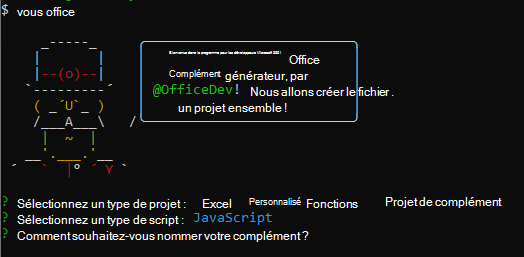 $ vous office
Bienvenue dans le programme pour les développeurs Microsoft 365 !
Office
Complément générateur, par
@OfficeDev! Nous allons créer le fichier .
un projet ensemble !
? Sélectionnez un type de projet : Excel Personnalisé Fonctions Projet de complément
? Sélectionnez un type de script : JavaScript
? Comment souhaitez-vous nommer votre complément ?